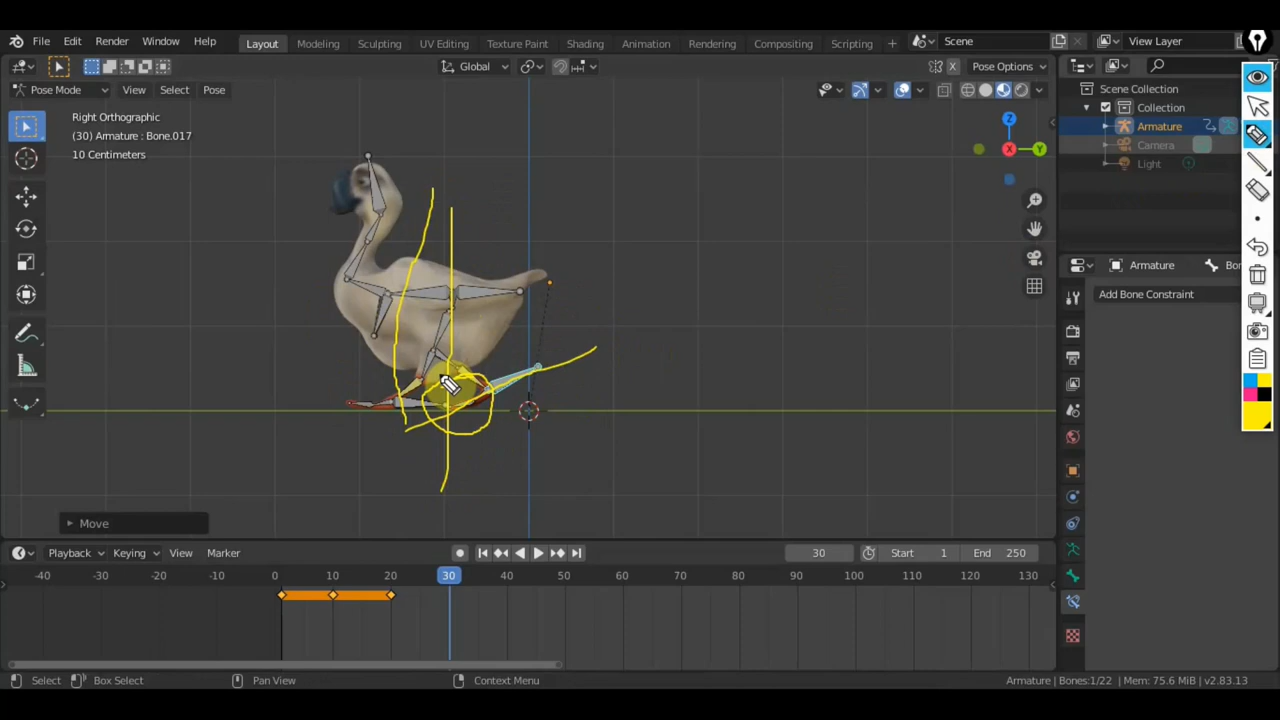 File Edit Render Window Help Layout Modeling Sculpting UV Editing Texture Paint Shading Animation Rendering Compositing Scripting + Scene View Layer
Global X Pose Options
Pose Mode View Select Pose
Right Orthographic
(30) Armature : Bone.017
10 Centimeters
Z
X
Y
Scene Collection
Collection
Armature
Camera
Light
Armature
Add Bone Constraint
Move
Playback Keying View Marker 30 Start 1 End 250
-40 -30 -20 -10 0 10 20 30 40 50 60 70 80 90 100 110 120 130
Select Box Select Pan View Context Menu Armature | Bones:1/22 | Mem: 75.6 MiB | v2.83.13